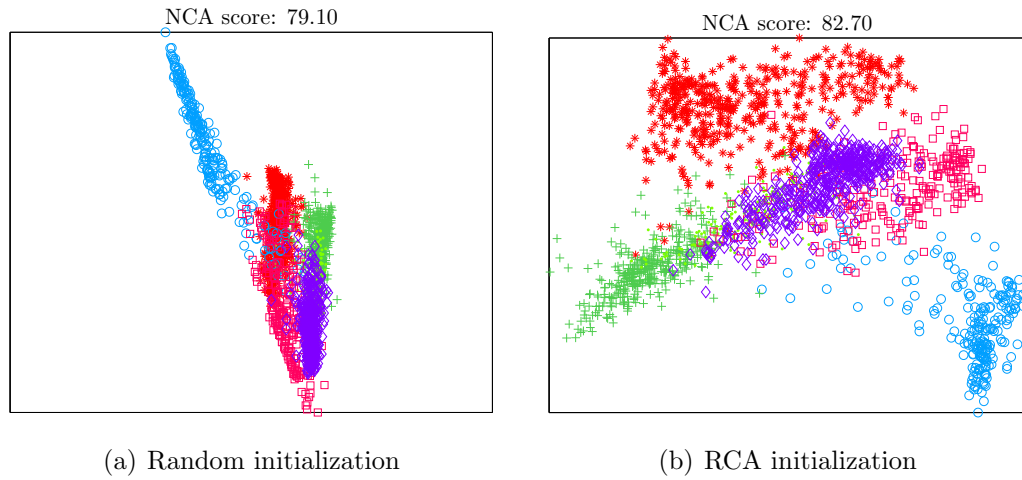 NCA score: 79.10
NCA score: 82.70
(a) Random initialization
(b) RCA initialization